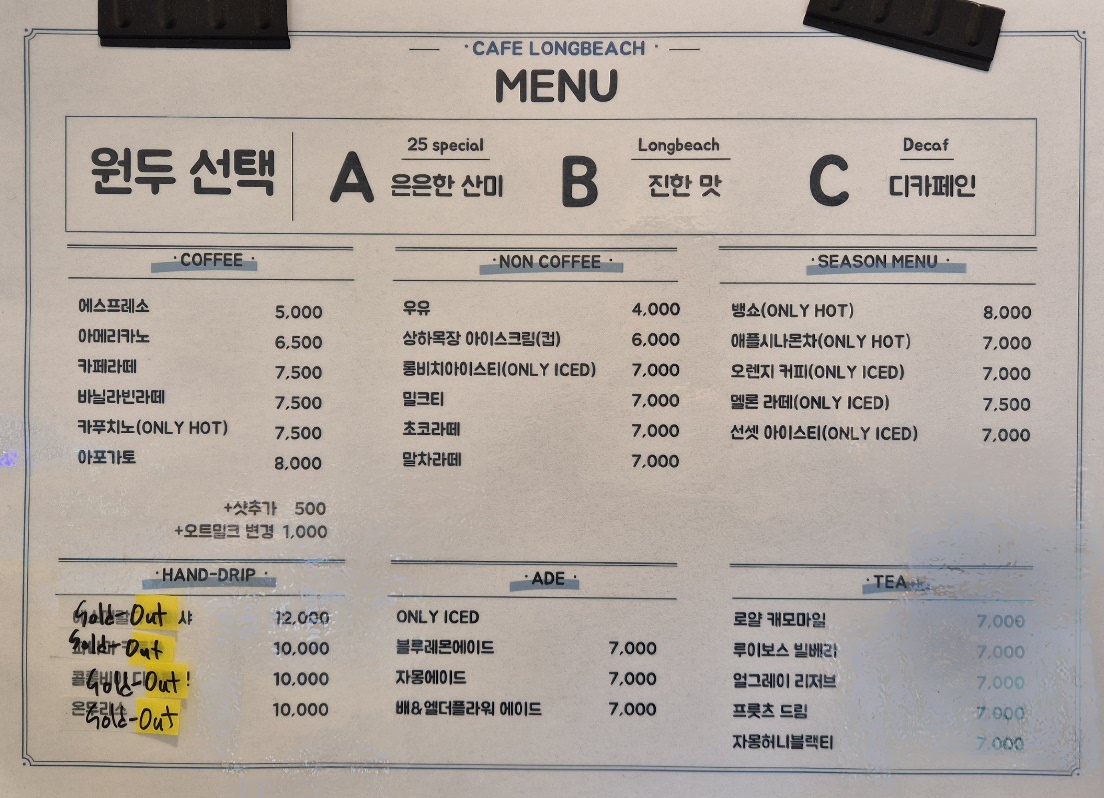 · CAFE LONGBEACH ·
MENU
원두 선택
A
25 special
은은한 산미
B
Longbeach
진한 맛
C
Decaf
디카페인
· COFFEE ·
에스프레소 5,000
아메리카노 6,500
카페라떼 7,500
바닐라빈라떼 7,500
카푸치노(ONLY HOT) 7,500
아포가토 8,000
+샷추가 500
+오트밀크 변경 1,000
· NON COFFEE ·
우유 4,000
상하목장 아이스크림(컵) 6,000
롱비치아이스티(ONLY ICED) 7,000
밀크티 7,000
초코라떼 7,000
말차라떼 7,000
· SEASON MENU ·
뱅쇼(ONLY HOT) 8,000
애플시나몬차(ONLY HOT) 7,000
오렌지 커피(ONLY ICED) 7,000
멜론 라떼(ONLY ICED) 7,500
선셋 아이스티(ONLY ICED) 7,000
· HAND-DRIP ·
Sold-Out 샤 12,000
Sold-Out 10,000
Sold-Out! 10,000
Sold-Out 10,000
· ADE ·
ONLY ICED
블루레몬에이드 7,000
자몽에이드 7,000
배&엘더플라워 에이드 7,000
· TEA ·
로얄 캐모마일 7,000
루이보스 빌베리 7,000
얼그레이 리저브 7,000
프룻츠 드림 7,000
자몽허니블랙티 7,000